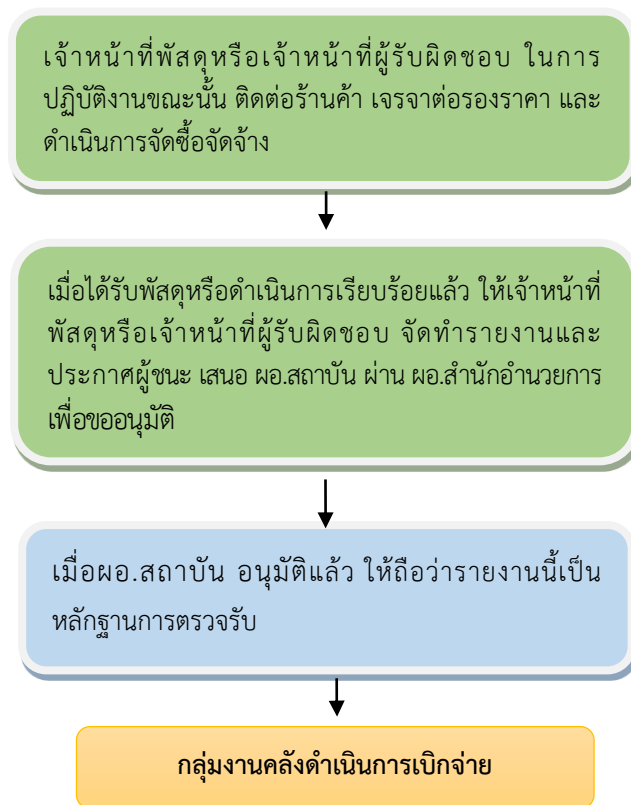 เจ้าหน้าที่พัสดุหรือเจ้าหน้าที่ผู้รับผิดชอบ ในการ
ปฏิบัติงานขณะนั้น ติดต่อร้านค้า เจรจาต่อรองราคา และ
ดำเนินการจัดซื้อจัดจ้าง
เมื่อได้รับพัสดุหรือดำเนินการเรียบร้อยแล้ว ให้เจ้าหน้าที่
พัสดุหรือเจ้าหน้าที่ผู้รับผิดชอบ จัดทำรายงานและ
ประกาศผู้ชนะ เสนอ ผอ.สถาบัน ผ่าน ผอ.สำนักอำนวยการ
เพื่อขออนุมัติ
เมื่อผอ.สถาบัน อนุมัติแล้ว ให้ถือว่ารายงานนี้เป็น
หลักฐานการตรวจรับ
กลุ่มงานคลังดำเนินการเบิกจ่าย